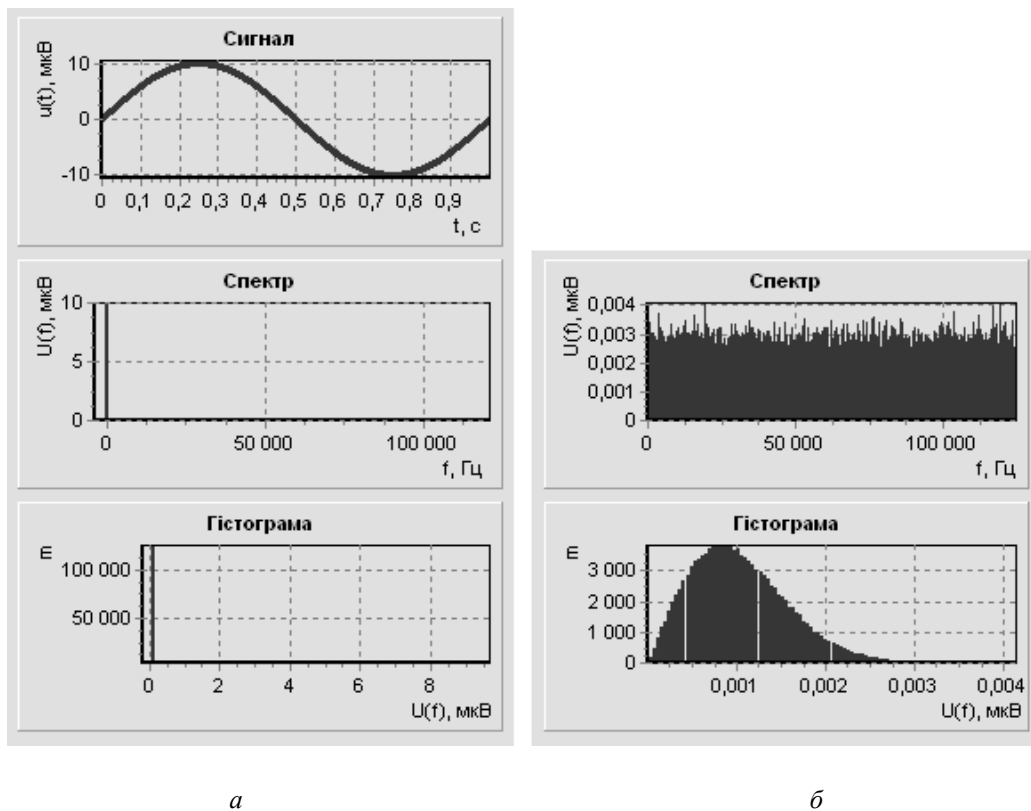 Сигнал
u(t), мкВ
10
0
-10
0 0,1 0,2 0,3 0,4 0,5 0,6 0,7 0,8 0,9
t, с
Спектр
U(f), мкВ
10
5
0
0 50 000 100 000
f, Гц
Гістограма
m
100 000
50 000
0 2 4 6 8
U(f), мкВ
Спектр
U(f), мкВ
0,004
0,003
0,002
0,001
0
0 50 000 100 000
f, Гц
Гістограма
m
3 000
2 000
1 000
0
0,001 0,002 0,003 0,004
U(f), мкВ
а б